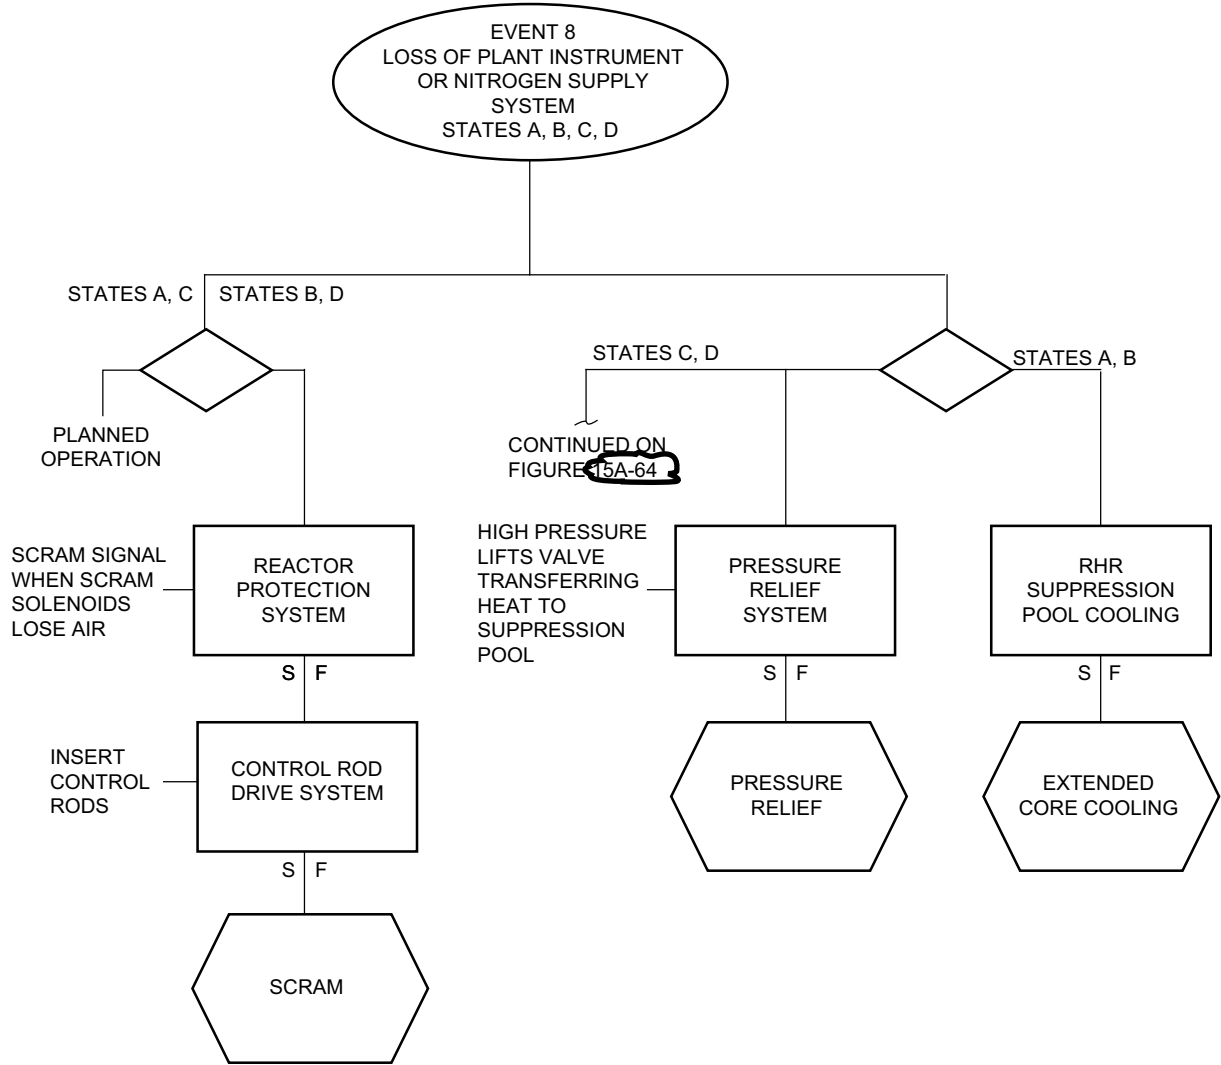 EVENT 8
LOSS OF PLANT INSTRUMENT
OR NITROGEN SUPPLY
SYSTEM
STATES A, B, C, D
STATES A, C
STATES B, D
STATES C, D
STATES A, B
PLANNED
OPERATION
CONTINUED ON
FIGURE 15A-64
SCRAM SIGNAL
WHEN SCRAM
SOLENOIDS
LOSE AIR
REACTOR
PROTECTION
SYSTEM
HIGH PRESSURE
LIFTS VALVE
TRANSFERRING
HEAT TO
SUPPRESSION
POOL
PRESSURE
RELIEF
SYSTEM
RHR
SUPPRESSION
POOL COOLING
S F
S F
S F
INSERT
CONTROL
RODS
CONTROL ROD
DRIVE SYSTEM
PRESSURE
RELIEF
EXTENDED
CORE COOLING
S F
SCRAM